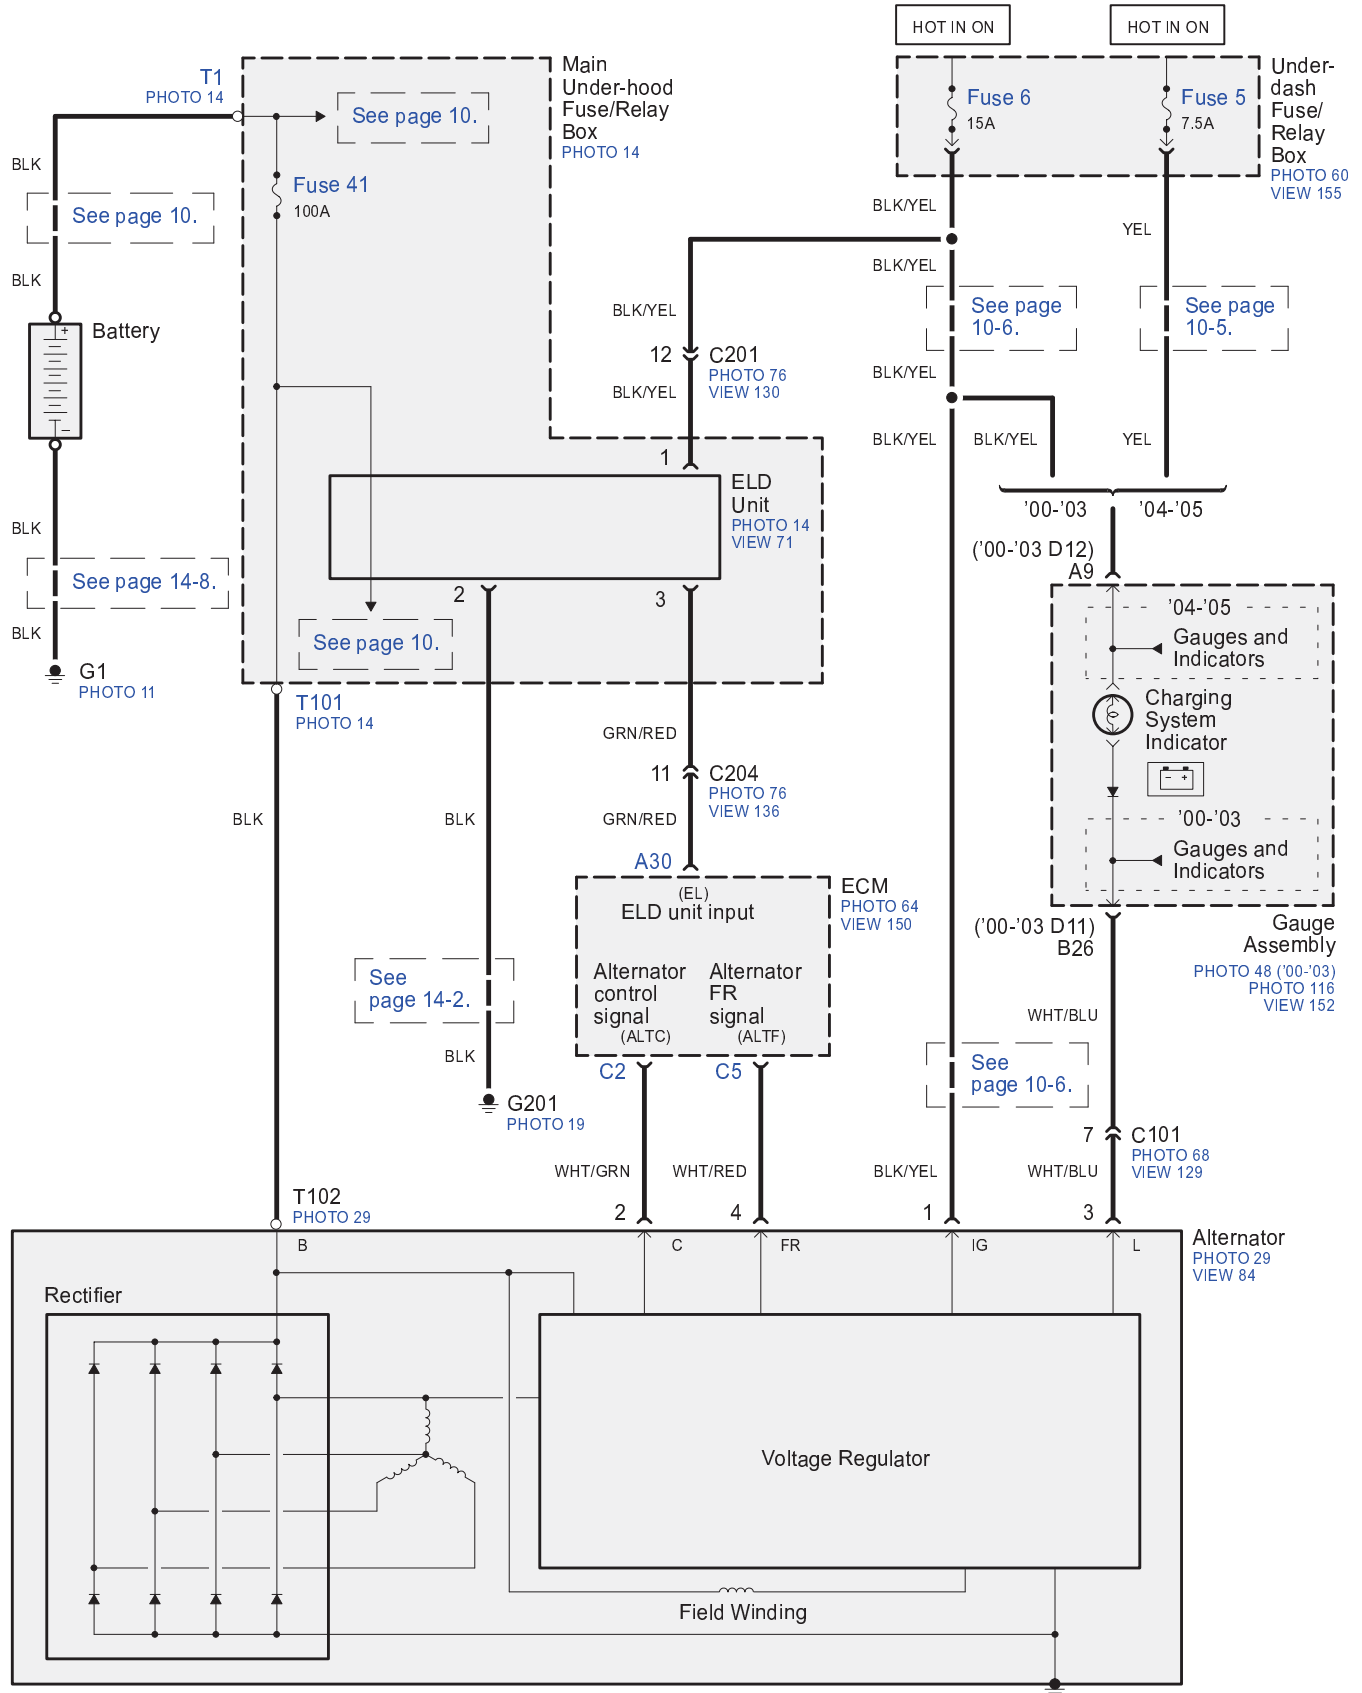 HOT IN ON
HOT IN ON
T1
PHOTO 14
See page 10.
Main
Under-hood
Fuse/Relay
Box
PHOTO 14
Fuse 6
15A
Fuse 5
7.5A
Under-
dash
Fuse/
Relay
Box
PHOTO 60
VIEW 155
BLK
Fuse 41
100A
See page 10.
BLK
BLK/YEL
YEL
BLK/YEL
BLK/YEL
See page
10-6.
See page
10-5.
Battery
+
−
12
C201
PHOTO 76
VIEW 130
BLK/YEL
BLK/YEL
BLK/YEL
BLK/YEL
YEL
1
ELD
Unit
PHOTO 14
VIEW 71
’00-’03
’04-’05
BLK
See page 14-8.
BLK
G1
PHOTO 11
2
3
See page 10.
(’00-’03 D12)
A9
’04-’05
Gauges and
Indicators
T101
PHOTO 14
Charging
System
Indicator
− +
GRN/RED
11
C204
PHOTO 76
VIEW 136
GRN/RED
BLK
BLK
’00-’03
Gauges and
Indicators
A30
(EL)
ELD unit input
ECM
PHOTO 64
VIEW 150
(’00-’03 D11)
B26
Gauge
Assembly
PHOTO 48 (’00-’03)
PHOTO 116
VIEW 152
See
page 14-2.
Alternator
control
signal
(ALTC)
Alternator
FR
signal
(ALTF)
WHT/BLU
BLK
C2
C5
See
page 10-6.
G201
PHOTO 19
7
C101
PHOTO 68
VIEW 129
WHT/GRN
WHT/RED
BLK/YEL
WHT/BLU
T102
PHOTO 29
2
4
1
3
B
C
FR
IG
L
Alternator
PHOTO 29
VIEW 84
Rectifier
Voltage Regulator
Field Winding